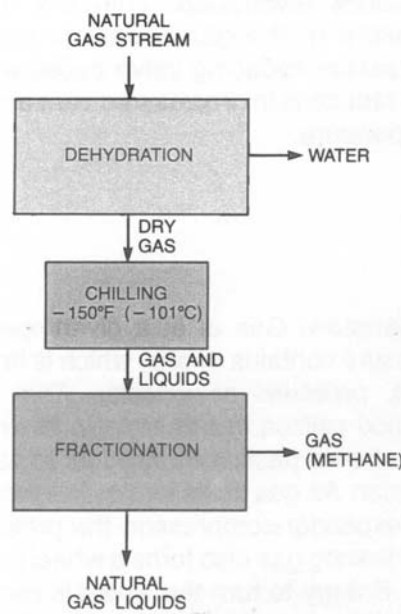 NATURAL
GAS STREAM
DEHYDRATION
WATER
DRY
GAS
CHILLING
−150°F (−101°C)
GAS AND
LIQUIDS
FRACTIONATION
GAS
(METHANE)
NATURAL
GAS LIQUIDS